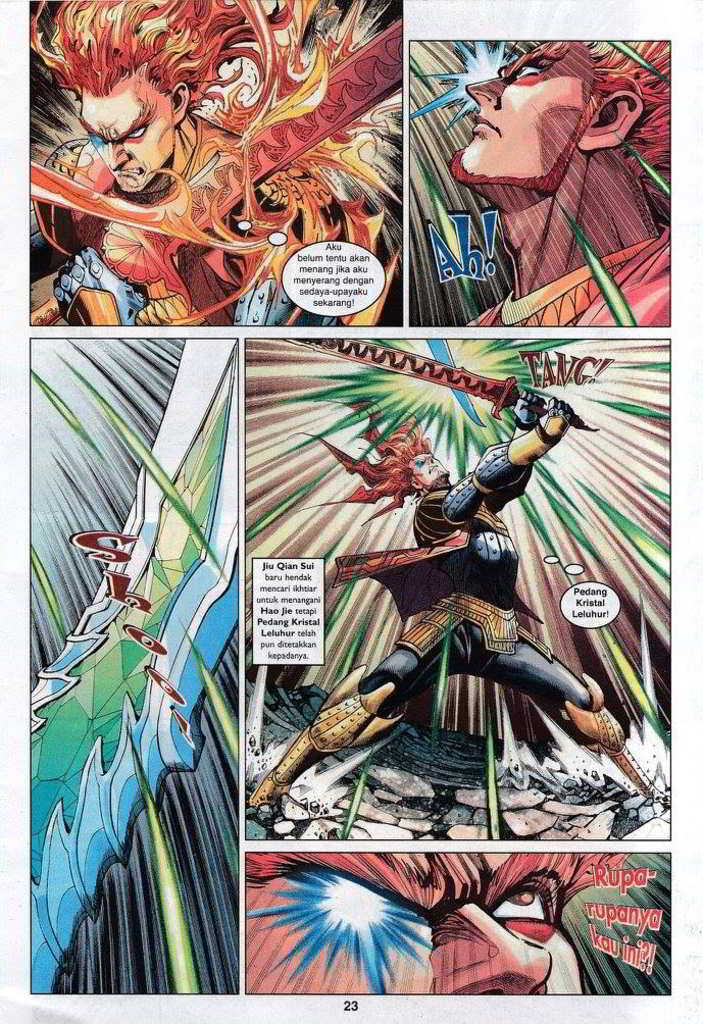 Aku
belum tentu akan
menang jika aku
menyerang dengan
sedaya-upayaku
sekarang!
Ah!
Shoo!
TANG!
Jiu Qian Sui
baru hendak
mencari ikhtiar
untuk menangani
Hao Jie tetapi
Pedang Kristal
Leluhur telah
pun ditetakkan
kepadanya.
Pedang
Kristal
Leluhur!
Rupa-
rupanya
kau ini?!
23